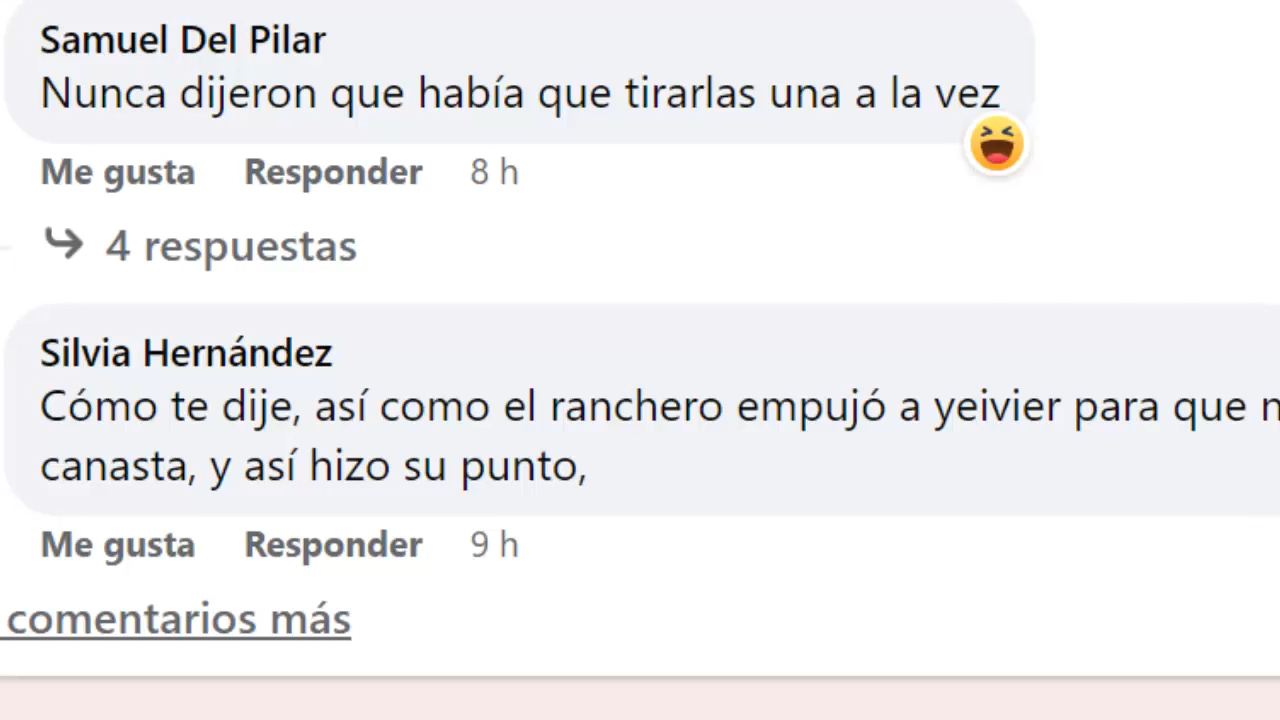 Samuel Del Pilar
Nunca dijeron que había que tirarlas una a la vez
Me gusta Responder 8 h
4 respuestas
Silvia Hernández
Cómo te dije, así como el ranchero empujó a yeivier para que
canasta, y así hizo su punto,
Me gusta Responder 9 h
comentarios más